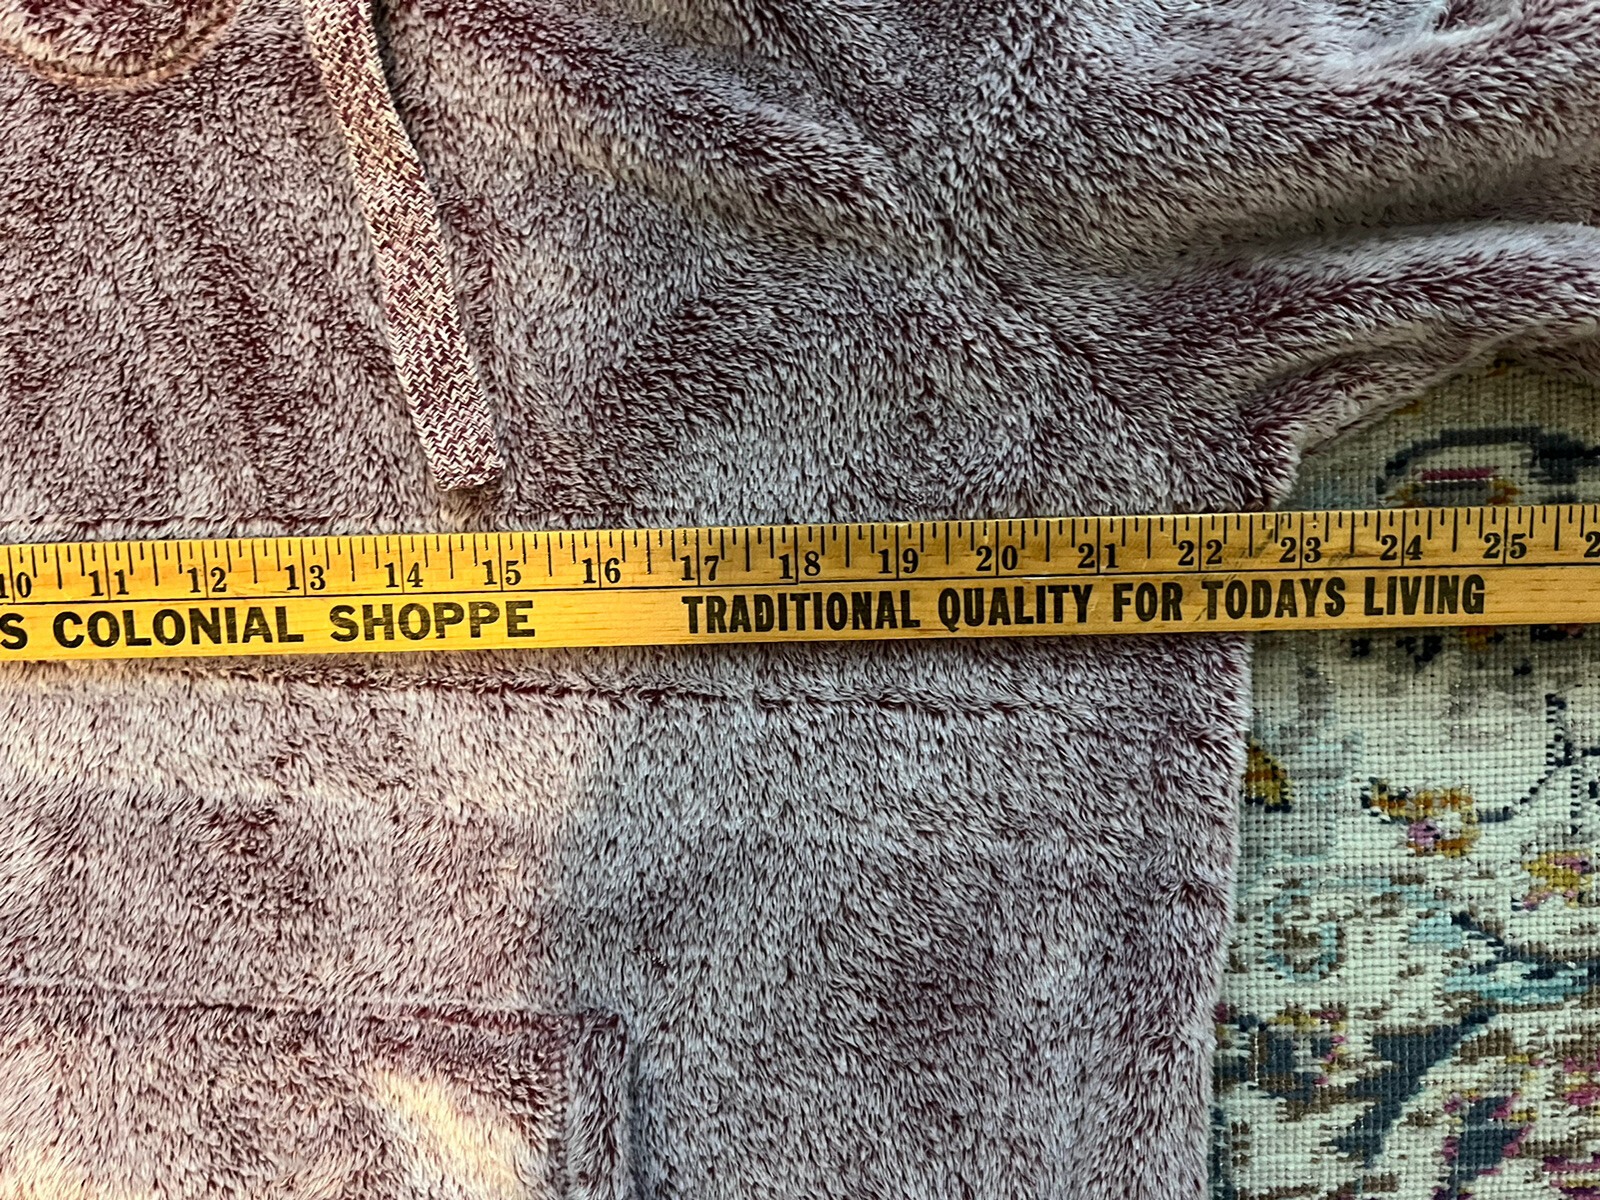 10 11 12 13 14 15 16 17 18 19 20 21 22 23 24 25 2
S COLONIAL SHOPPE TRADITIONAL QUALITY FOR TODAYS LIVING